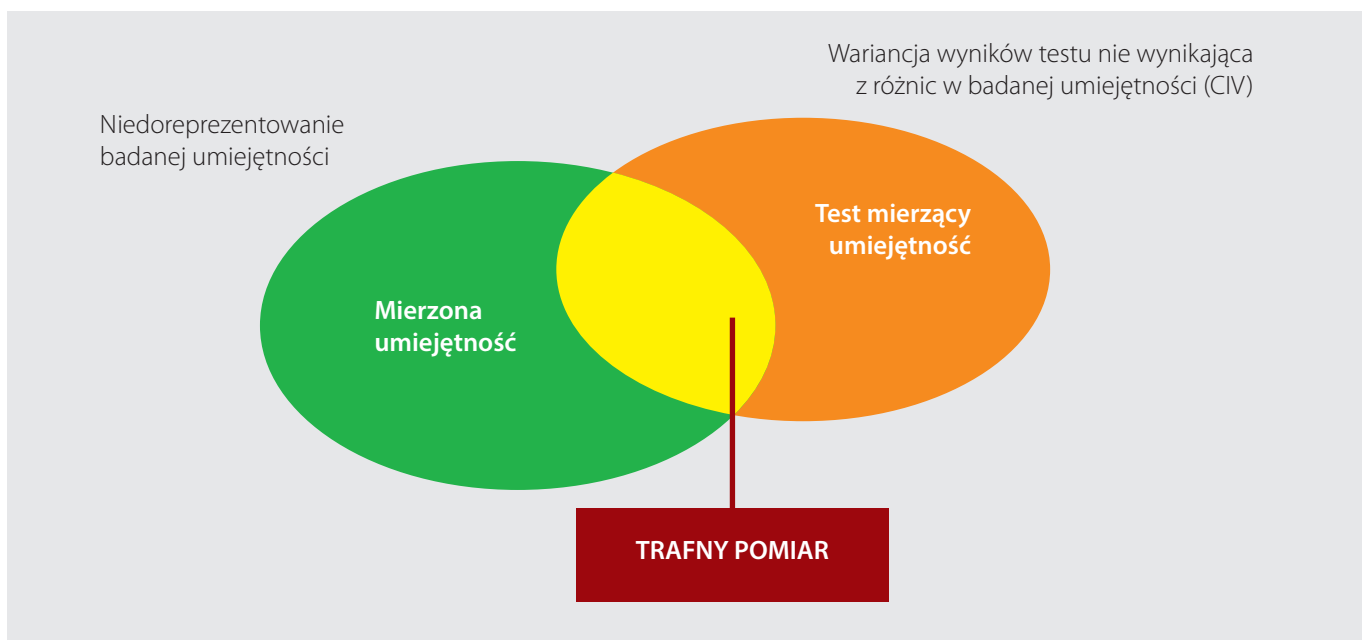 Wariancja wyników testu nie wynikająca
z różnic w badanej umiejętności (CIV)
Niedoreprezentowanie
badanej umiejętności
Test mierzący
umiejętność
Mierzona
umiejętność
TRAFNY POMIAR